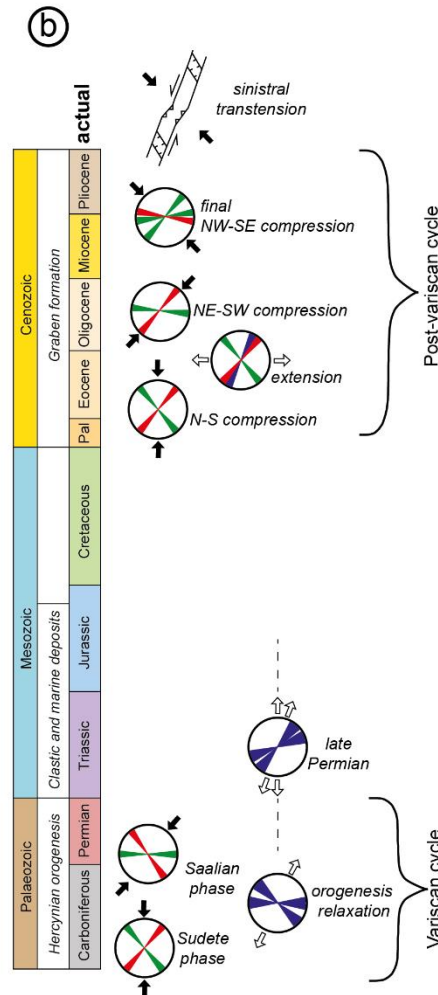 b
actual
sinistral
transtension
Cenozoic
Graben formation
Pliocene
Miocene
Oligocene
Eocene
Pal
final
NW-SE compression
NE-SW compression
extension
N-S compression
Post-variscan cycle
Mesozoic
Clastic and marine deposits
Cretaceous
Jurassic
Triassic
late
Permian
Palaeozoic
Hercynian orogenesis
Permian
Carboniferous
Saalian
phase
orogenesis
relaxation
Sudete
phase
Variscan cycle